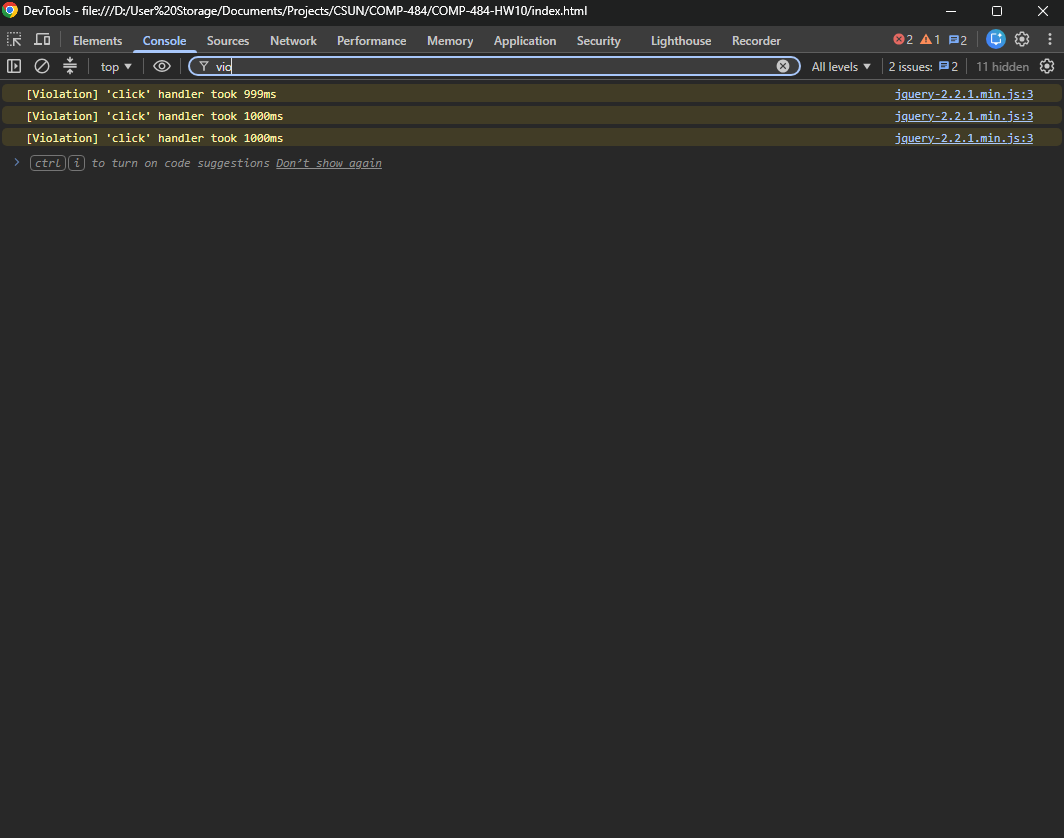 DevTools - file:///D:/User%20Storage/Documents/Projects/CSUN/COMP-484/COMP-484-HW10/index.html
Elements Console Sources Network Performance Memory Application Security Lighthouse Recorder 2 1 2
top vio All levels 2 issues: 2 11 hidden
[Violation] 'click' handler took 999ms jquery-2.2.1.min.js:3
[Violation] 'click' handler took 1000ms jquery-2.2.1.min.js:3
[Violation] 'click' handler took 1000ms jquery-2.2.1.min.js:3
ctrl i to turn on code suggestions Don’t show again